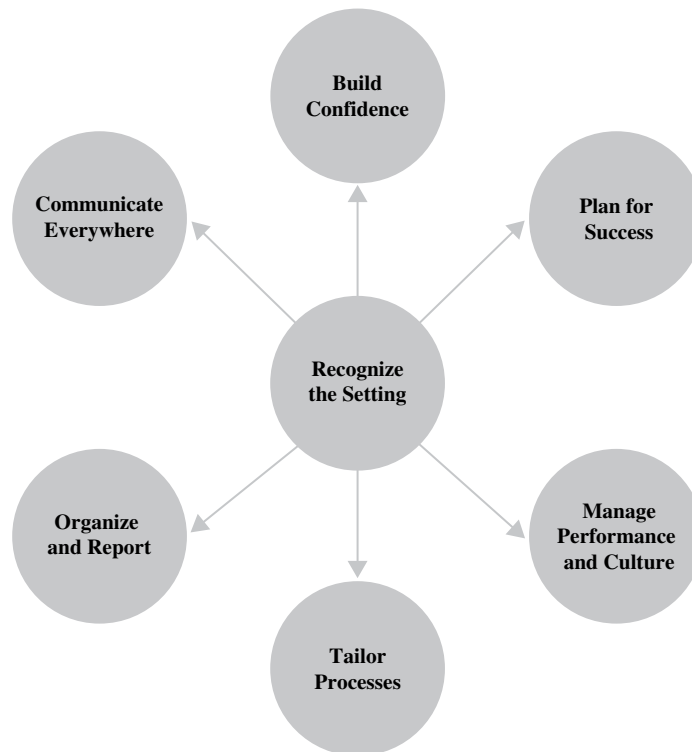 Build
Confidence
Communicate
Everywhere
Plan for
Success
Recognize
the Setting
Organize
and Report
Manage
Performance
and Culture
Tailor
Processes